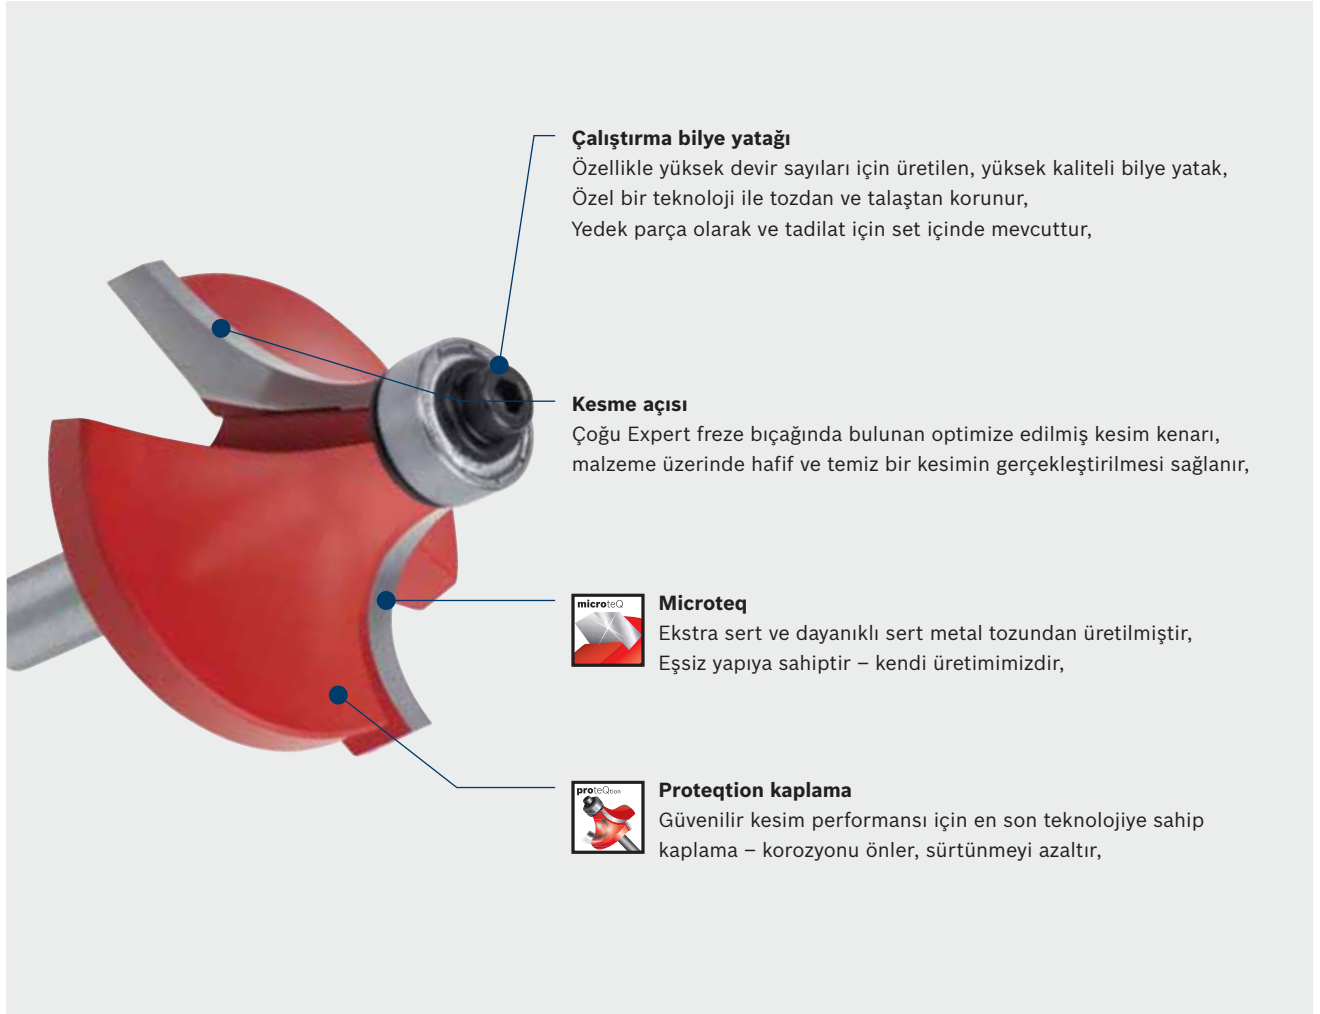 Çalıştırma bilye yatağı
Özellikle yüksek devir sayıları için üretilen, yüksek kaliteli bilye yatak,
Özel bir teknoloji ile tozdan ve talaştan korunur,
Yedek parça olarak ve tadilat için set içinde mevcuttur,
Kesme açısı
Çoğu Expert freze bıçağında bulunan optimize edilmiş kesim kenarı,
malzeme üzerinde hafif ve temiz bir kesimin gerçekleştirilmesi sağlanır,
microteQ
Microteq
Ekstra sert ve dayanıklı sert metal tozundan üretilmiştir,
Eşsiz yapıya sahiptir – kendi üretimimizdir,
proteQtion
Proteqtion kaplama
Güvenilir kesim performansı için en son teknolojiye sahip
kaplama – korozyonu önler, sürtünmeyi azaltır,